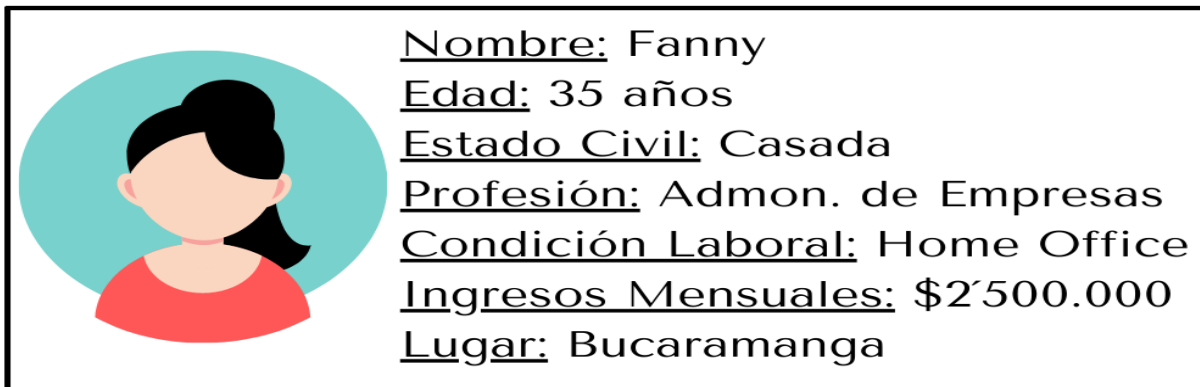 Nombre: Fanny
Edad: 35 años
Estado Civil: Casada
Profesión: Admon. de Empresas
Condición Laboral: Home Office
Ingresos Mensuales: $2´500.000
Lugar: Bucaramanga